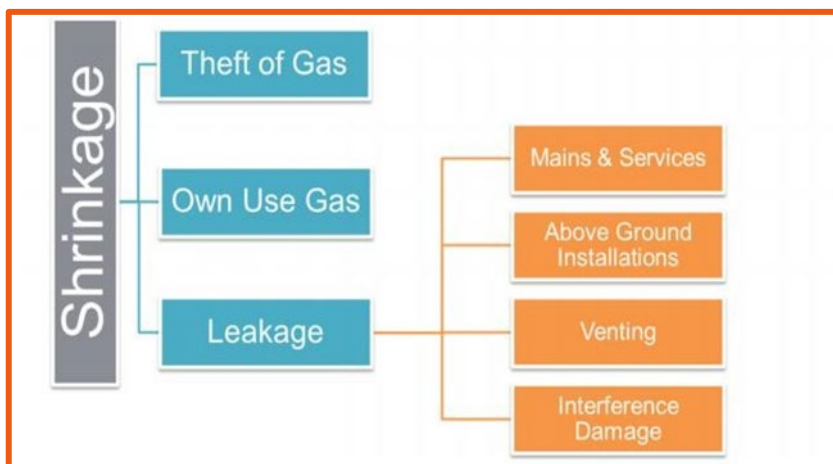 Shrinkage
Theft of Gas
Own Use Gas
Leakage
Mains & Services
Above Ground
Installations
Venting
Interference
Damage